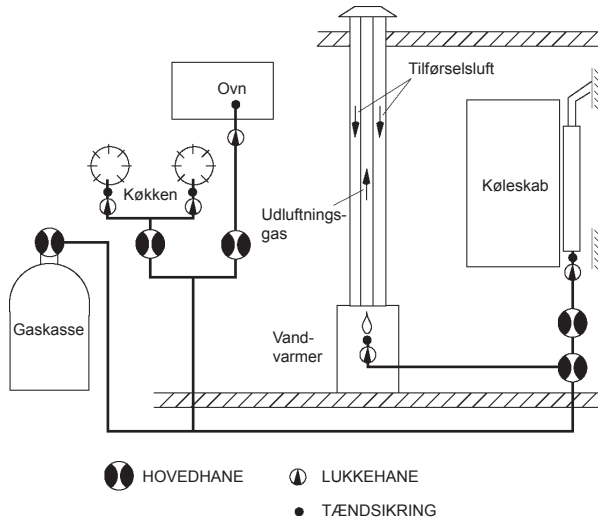 Tilførselsluft
Ovn
Køkken
Køleskab
Udluftnings-
gas
Gaskasse
Vand-
varmer
HOVEDHANE
LUKKEHANE
TÆNDSIKRING